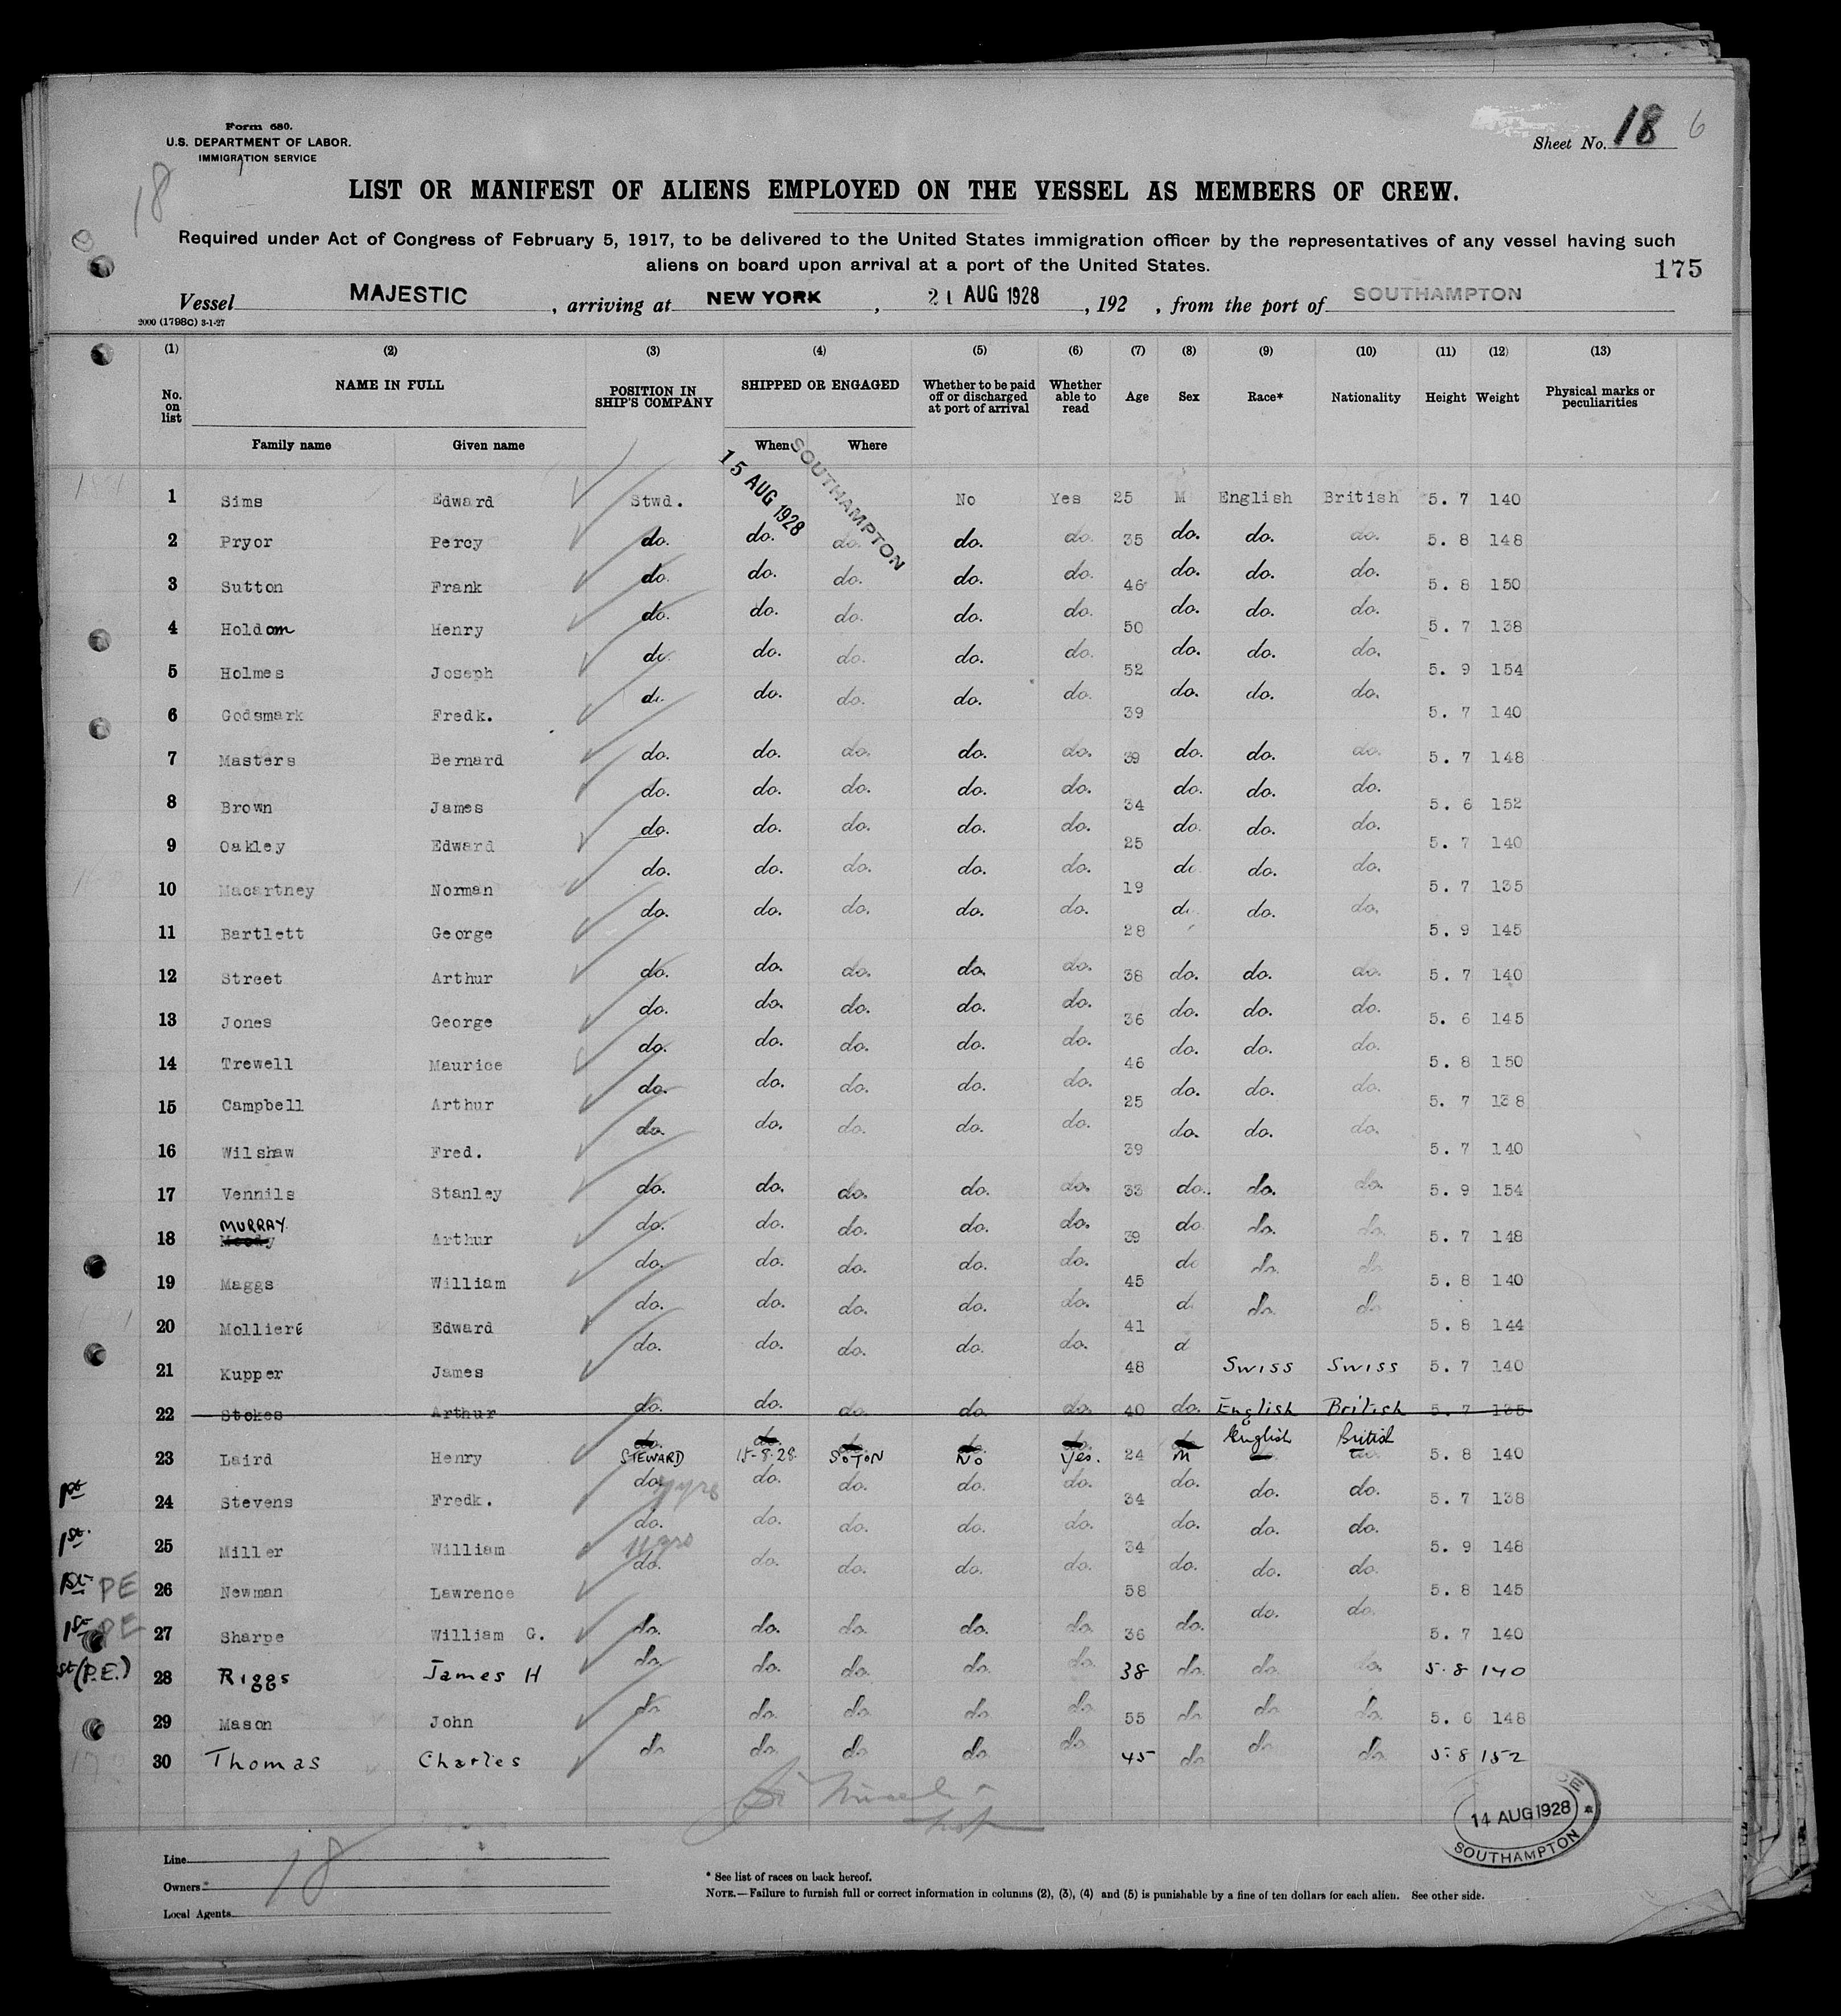 Form 680.
U.S. DEPARTMENT OF LABOR.
IMMIGRATION SERVICE
18
Sheet No. 18 6
LIST OR MANIFEST OF ALIENS EMPLOYED ON THE VESSEL AS MEMBERS OF CREW.
Required under Act of Congress of February 5, 1917, to be delivered to the United States immigration officer by the representatives of any vessel having such
aliens on board upon arrival at a port of the United States.
175
Vessel MAJESTIC, arriving at NEW YORK, 21 AUG 1928, 192 , from the port of SOUTHAMPTON
2000 (1798C) 3-1-27
(1) (2) (3) (4) (5) (6) (7) (8) (9) (10) (11) (12) (13)
No. on list NAME IN FULL POSITION IN SHIP'S COMPANY SHIPPED OR ENGAGED Whether to be paid off or discharged at port of arrival Whether able to read Age Sex Race* Nationality Height Weight Physical marks or peculiarities
Family name Given name When Where
15 AUG 1928 SOUTHAMPTON
1 Sims Edward Stwd. No Yes 25 M English British 5. 7 140
2 Pryor Percy do. do. do. do. do. 35 do. do. do. 5. 8 148
3 Sutton Frank do. do. do. do. do. 46 do. do. do. 5. 8 150
4 Holdom Henry do. do. do. do. do. 50 do. do. do. 5. 7 138
5 Holmes Joseph do. do. do. do. do. 52 do. do. do. 5. 9 154
6 Godsmark Fredk. do. do. do. do. do. 39 do. do. do. 5. 7 140
7 Masters Bernard do. do. do. do. do. 39 do. do. do. 5. 7 148
8 Brown James do. do. do. do. do. 34 do. do. do. 5. 6 152
9 Oakley Edward do. do. do. do. do. 25 do. do. do. 5. 7 140
10 Macartney Norman do. do. do. do. do. 19 do. do. do. 5. 7 135
11 Bartlett George do. do. do. do. do. 28 do. do. do. 5. 9 145
12 Street Arthur do. do. do. do. do. 38 do. do. do. 5. 7 140
13 Jones George do. do. do. do. do. 36 do. do. do. 5. 6 145
14 Trewell Maurice do. do. do. do. do. 46 do. do. do. 5. 8 150
15 Campbell Arthur do. do. do. do. do. 25 do. do. do. 5. 7 138
16 Wilshaw Fred. do. do. do. do. do. 39 do. do. do. 5. 7 140
17 Vennils Stanley do. do. do. do. do. 33 do. do. do. 5. 9 154
18 MURRAY Moody Arthur do. do. do. do. do. 39 do do. do. 5. 7 148
19 Maggs William do. do. do. do. do. 45 do do. do 5. 8 140
20 Mollieré Edward do. do. do. do. do. 41 d do. do 5. 8 144
21 Kupper James do. do. do. do. do. 48 d Swiss Swiss 5. 7 140
22 Stokes Arthur do. do. do. do. do. 40 do. English British 5. 7 135
23 Laird Henry STEWARD 15-8-28 SOTON No Yes. 24 M English British 5. 8 140
1st 24 Stevens Fredk. do. yrs do. do. do. do. 34 do. do. do. 5. 7 138
1st. 25 Miller William do. 11 yrs do. do. do. do. 34 do. do. do. 5. 9 148
1st PE 26 Newman Lawrence do. do. do. do. do. 58 do. do. do. 5. 8 145
1st PE 27 Sharpe William G. do. do. do. do. do. 36 do. do. do. 5. 7 140
st (P.E.) 28 Riggs James H do. do. do. do. do. 38 do. do. do. 5.8 140
29 Mason John do do. do. do. do. 55 do do do. 5. 6 148
30 Thomas Charles do do. do do. do. 45 do do do 5.8 152
14 AUG 1928
SOUTHAMPTON
Line
Owners
Local Agents
18
* See list of races on back hereof.
NOTE.—Failure to furnish full or correct information in columns (2), (3), (4) and (5) is punishable by a fine of ten dollars for each alien. See other side.